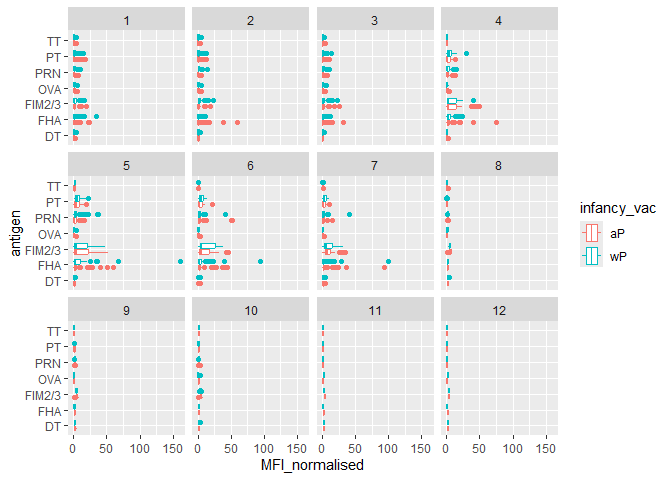 1 2 3 4
TT
PT
PRN
OVA
FIM2/3
FHA
DT
5 6 7 8
TT
PT
PRN
OVA
FIM2/3
FHA
DT
9 10 11 12
TT
PT
PRN
OVA
FIM2/3
FHA
DT
0 50 100 150 0 50 100 150 0 50 100 150 0 50 100 150
MFI_normalised
antigen
infancy_vac
aP
wP